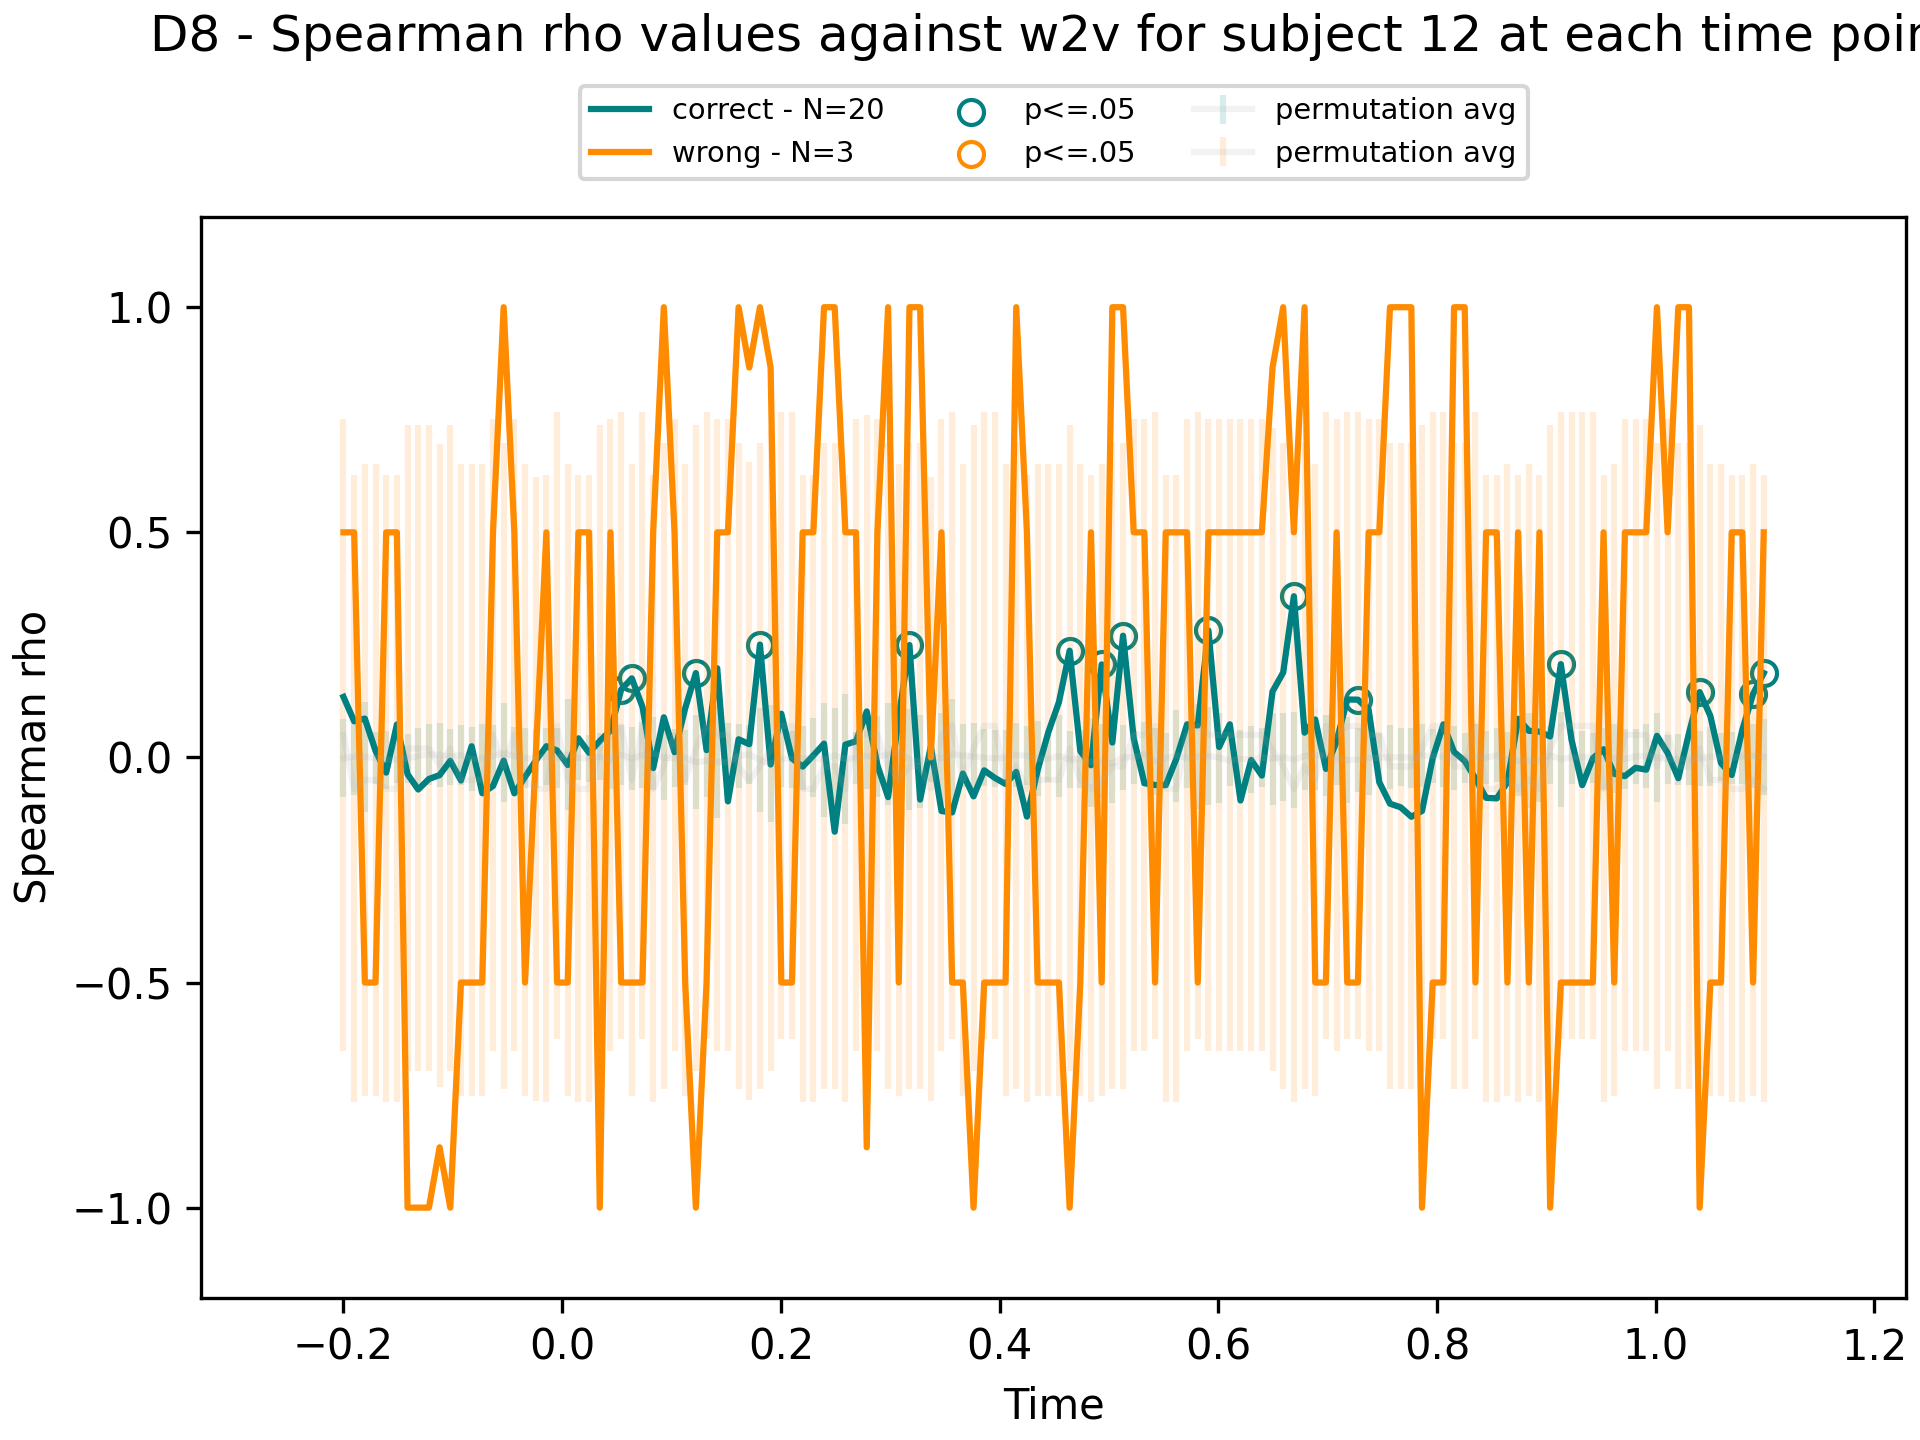 D8 - Spearman rho values against w2v for subject 12 at each time poin
correct - N=20
wrong - N=3
p<=.05
p<=.05
permutation avg
permutation avg
1.0
0.5
0.0
−0.5
−1.0
Spearman rho
−0.2 0.0 0.2 0.4 0.6 0.8 1.0 1.2
Time